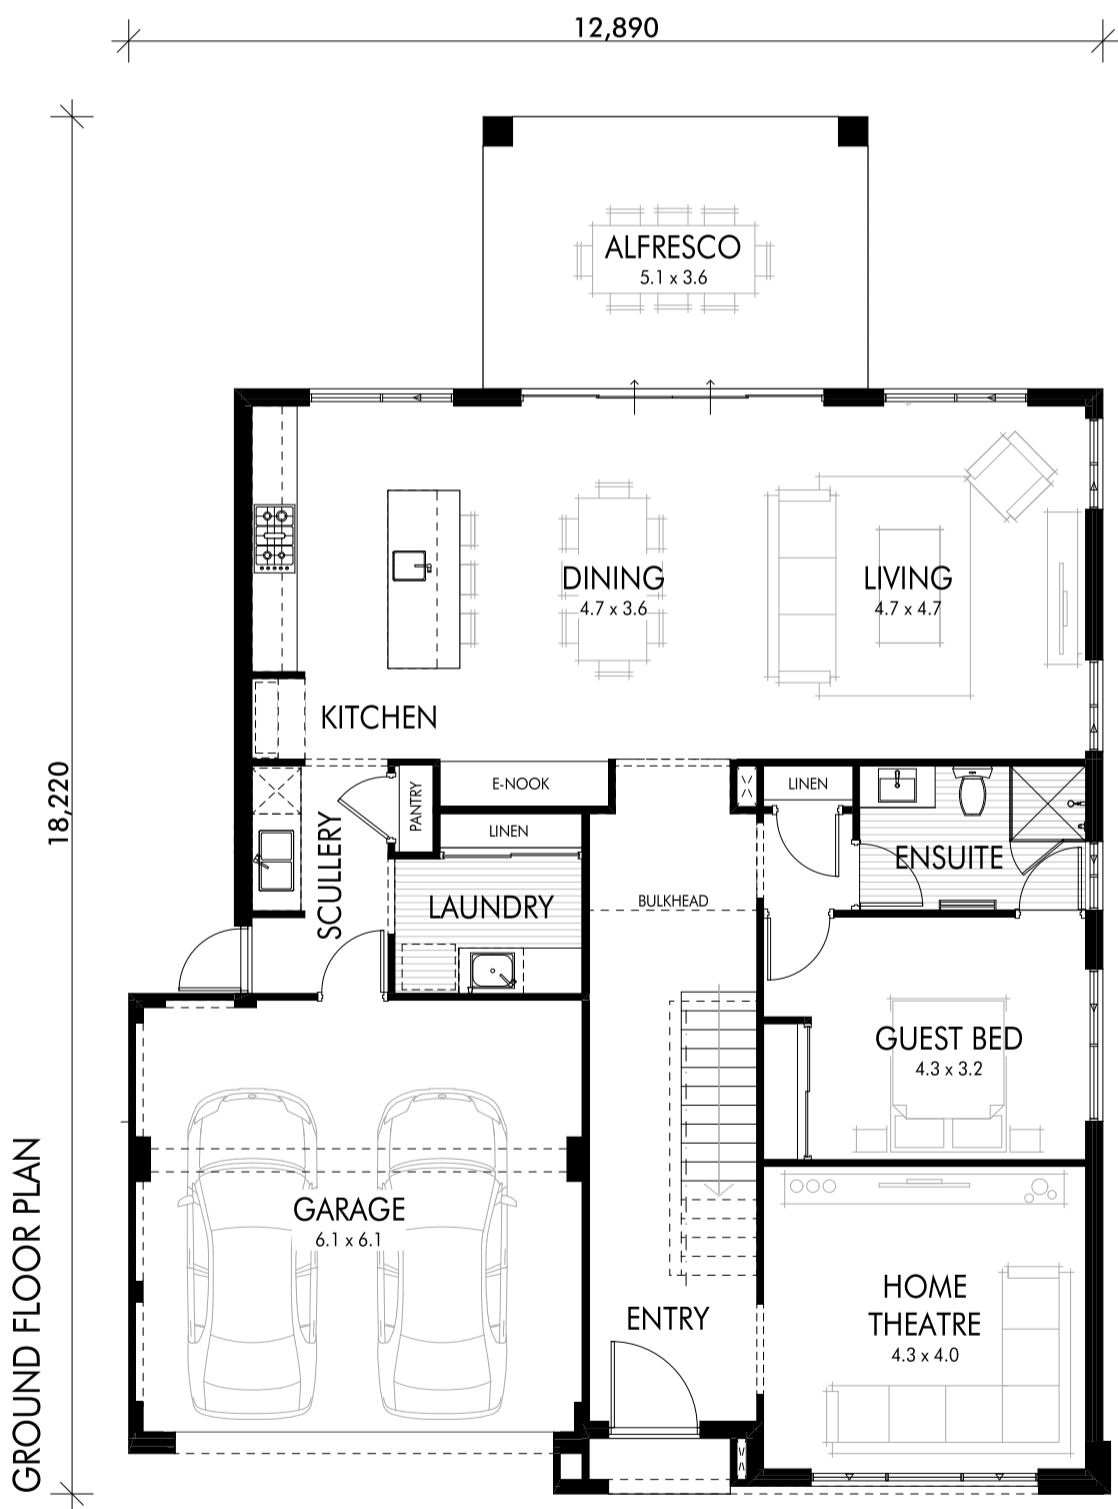 12,890
18,220
GROUND FLOOR PLAN
ALFRESCO
5.1 x 3.6
DINING
4.7 x 3.6
LIVING
4.7 x 4.7
KITCHEN
E-NOOK
PANTRY
LINEN
LINEN
SCULLERY
LAUNDRY
ENSUITE
BULKHEAD
GUEST BED
4.3 x 3.2
GARAGE
6.1 x 6.1
ENTRY
HOME
THEATRE
4.3 x 4.0